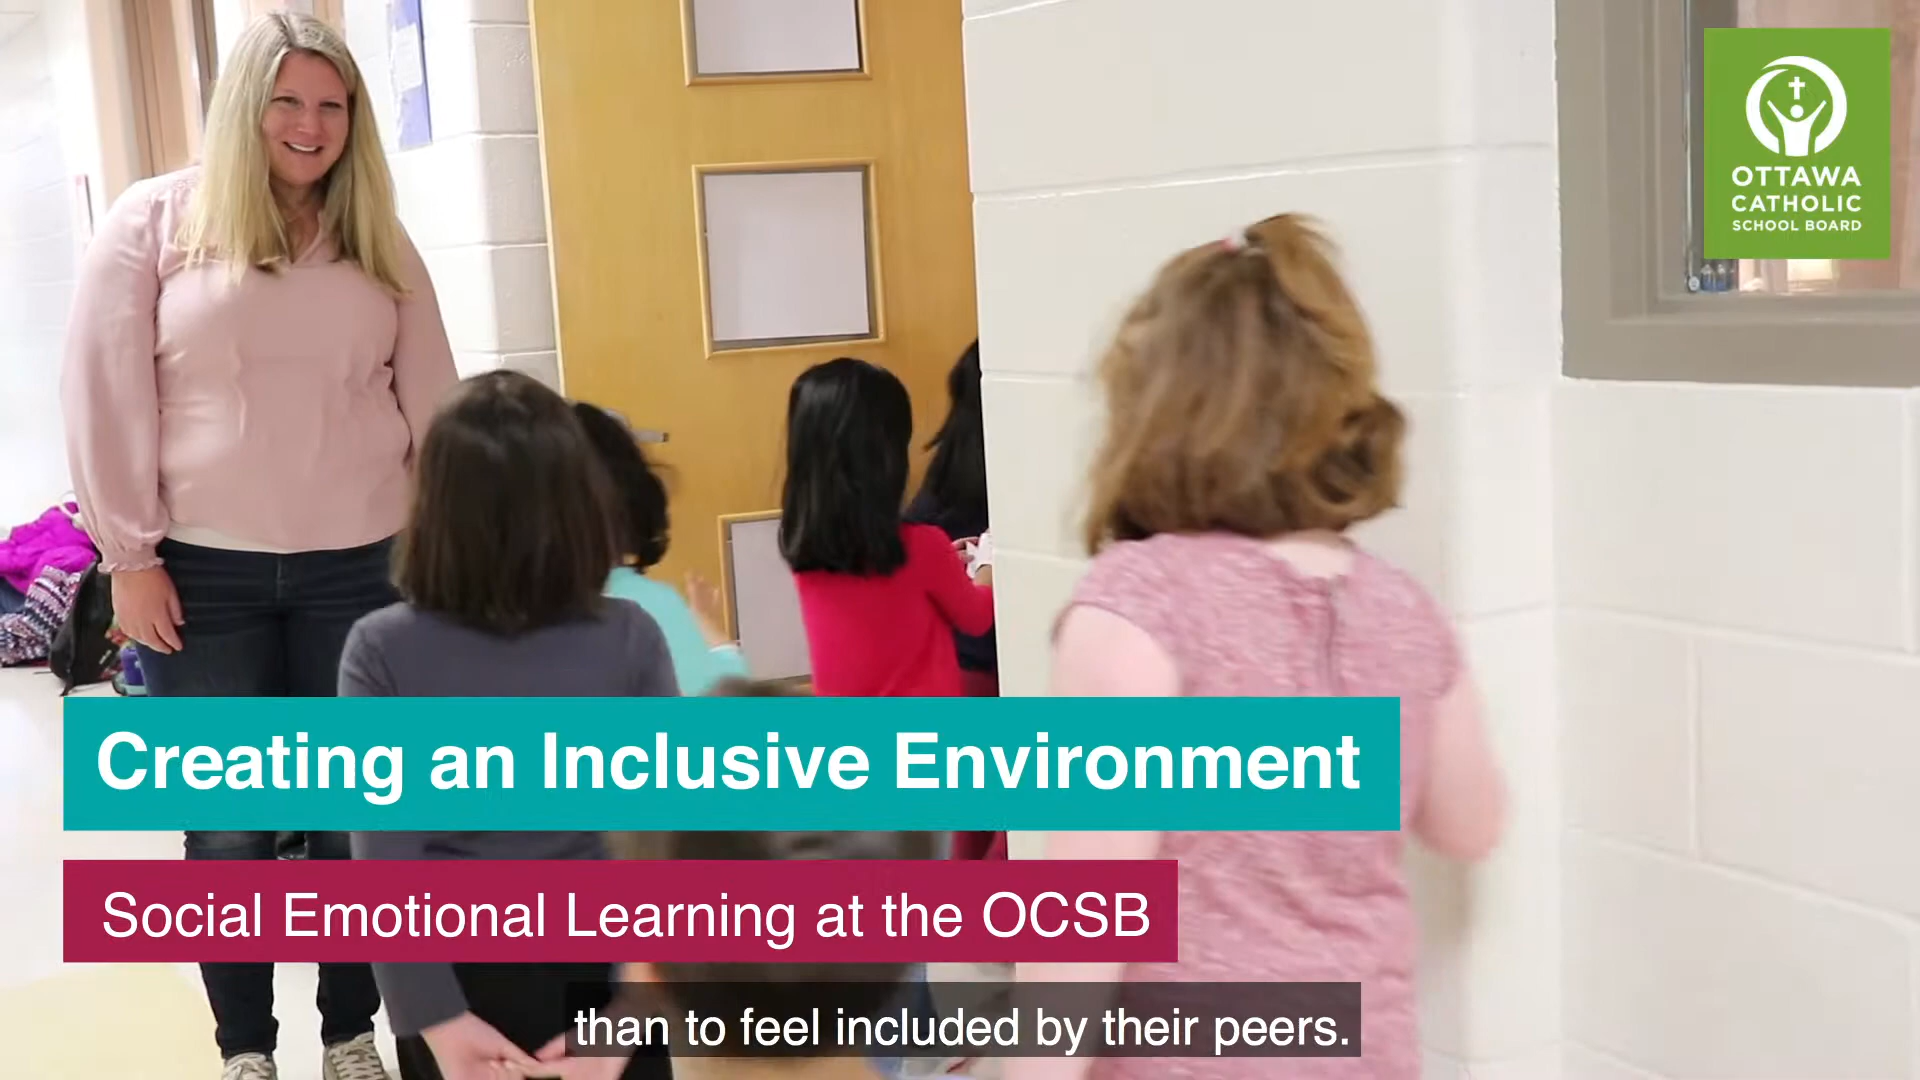 OTTAWA
CATHOLIC
SCHOOL BOARD
Creating an Inclusive Environment
Social Emotional Learning at the OCSB
than to feel included by their peers.